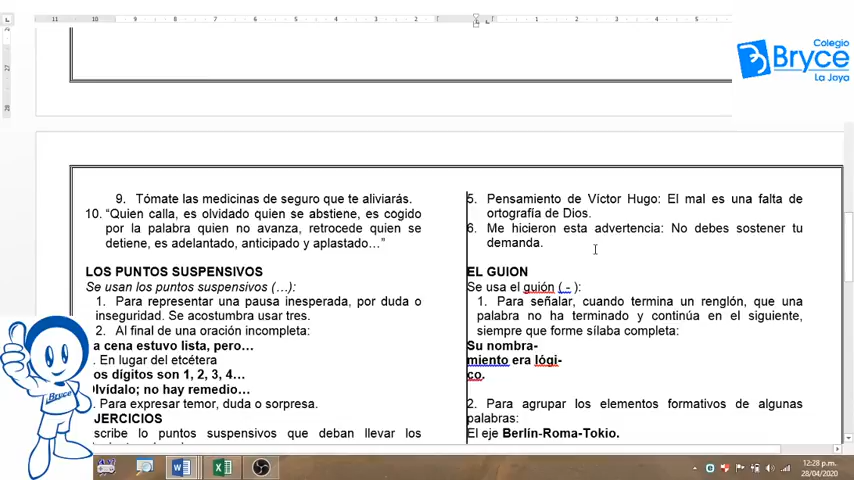 Colegio
Bryce
La Joya
9. Tómate las medicinas de seguro que te aliviarás.
10. “Quien calla, es olvidado quien se abstiene, es cogido
por la palabra quien no avanza, retrocede quien se
detiene, es adelantado, anticipado y aplastado…”
LOS PUNTOS SUSPENSIVOS
Se usan los puntos suspensivos (…):
1. Para representar una pausa inesperada, por duda o
inseguridad. Se acostumbra usar tres.
2. Al final de una oración incompleta:
a cena estuvo lista, pero…
. En lugar del etcétera
os dígitos son 1, 2, 3, 4…
lvídalo; no hay remedio…
. Para expresar temor, duda o sorpresa.
JERCICIOS
scribe lo puntos suspensivos que deban llevar los
5. Pensamiento de Víctor Hugo: El mal es una falta de
ortografía de Dios.
6. Me hicieron esta advertencia: No debes sostener tu
demanda.
EL GUION
Se usa el guión ( - ):
1. Para señalar, cuando termina un renglón, que una
palabra no ha terminado y continúa en el siguiente,
siempre que forme sílaba completa:
Su nombra-
miento era lógi-
co.
2. Para agrupar los elementos formativos de algunas
palabras:
El eje Berlín-Roma-Tokio.
Bryce
12:28 p.m.
28/04/2020